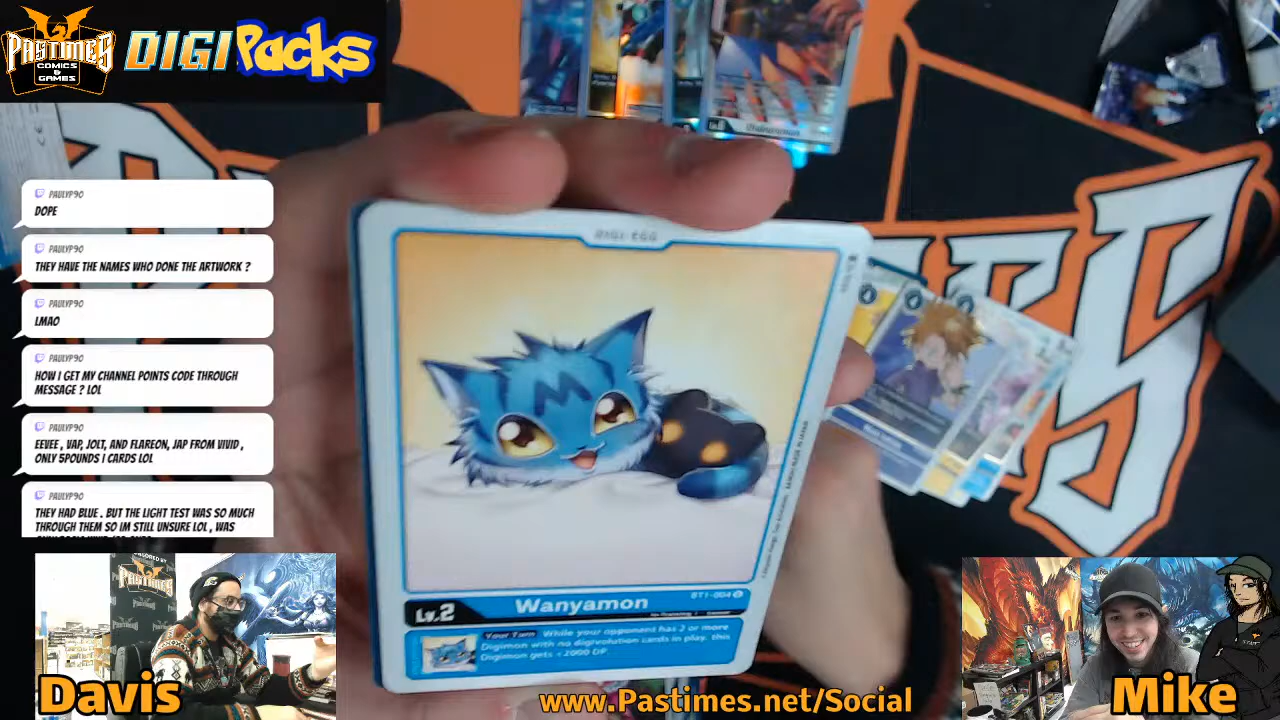 PASTIMES
COMICS
&
GAMES
DIGIPacks
PAULYP90
DOPE
PAULYP90
THEY HAVE THE NAMES WHO DONE THE ARTWORK ?
PAULYP90
LMAO
PAULYP90
HOW I GET MY CHANNEL POINTS CODE THROUGH
MESSAGE ? LOL
PAULYP90
EEVEE , VAP, JOLT, AND FLAREON, JAP FROM VIVID ,
ONLY 5POUNDS I CARDS LOL
PAULYP90
THEY HAD BLUE . BUT THE LIGHT TEST WAS SO MUCH
THROUGH THEM SO IM STILL UNSURE LOL , WAS
DIGI-EGG
Lv.2
Wanyamon
BT1-004
Your Turn While your opponent has 2 or more
Digimon with no digivolution cards in play, this
Digimon gets +2000 DP.
PASTIMES
Davis
www.Pastimes.net/Social
Mike